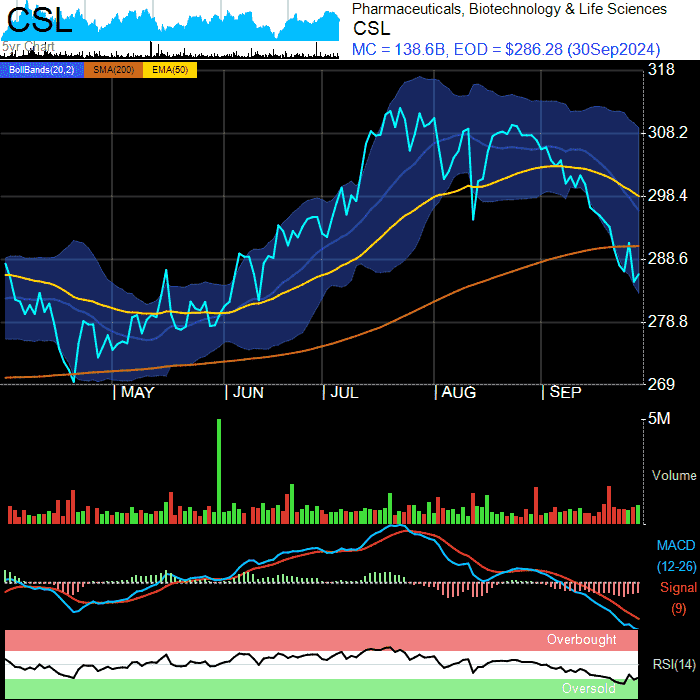 CSL
5yr Chart
Pharmaceuticals, Biotechnology & Life Sciences
CSL
MC = 138.6B, EOD = $286.28 (30Sep2024)
BollBands(20,2) SMA(200) EMA(50)
318
308.2
298.4
288.6
278.8
269
MAY JUN JUL AUG SEP
5M
Volume
MACD
(12-26)
Signal
(9)
Overbought
RSI(14)
Oversold